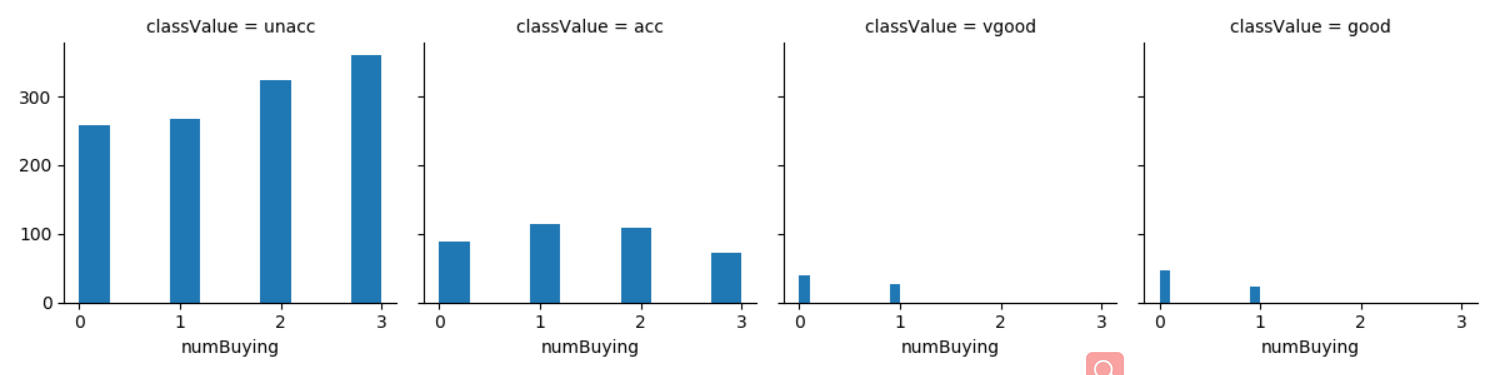 classValue = unacc
classValue = acc
classValue = vgood
classValue = good
300
200
100
0
0 1 2 3
0 1 2 3
0 1 2 3
0 1 2 3
numBuying
numBuying
numBuying
numBuying